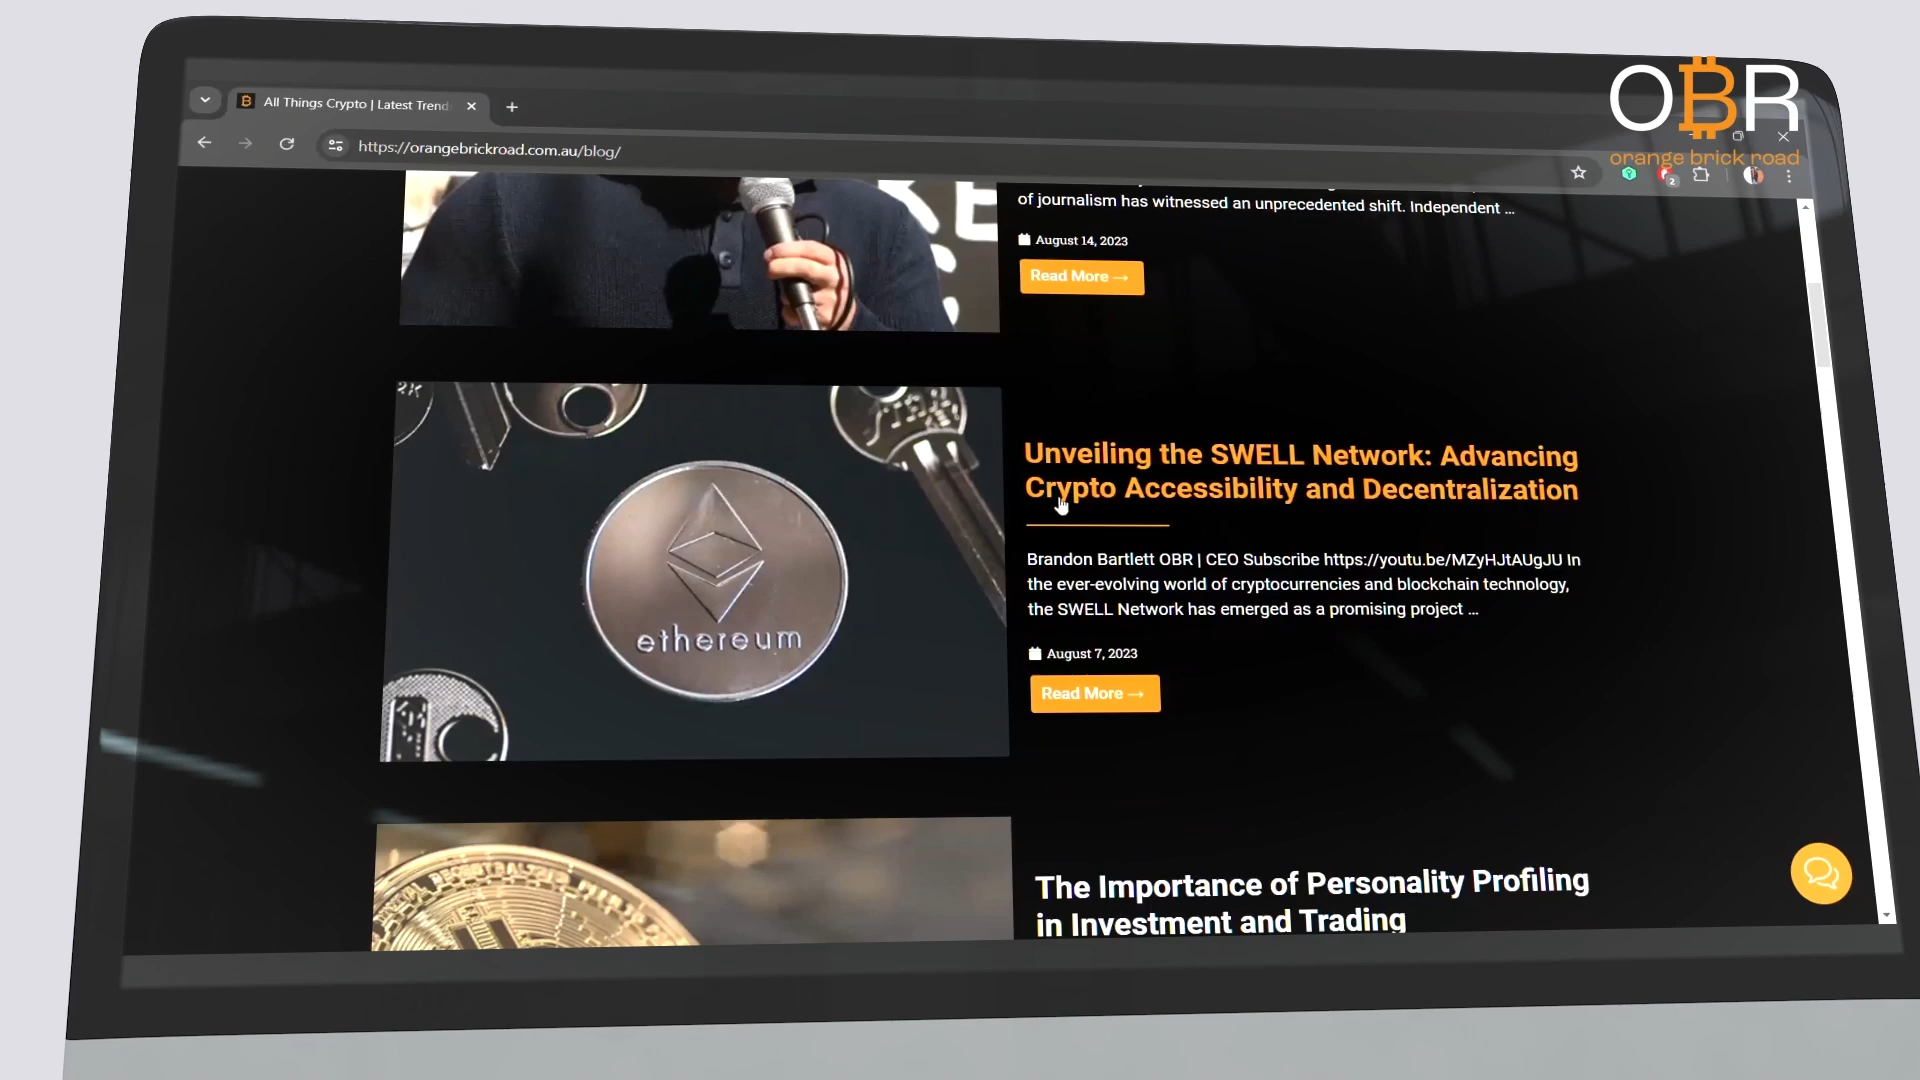 All Things Crypto | Latest Trend
OBR
orange brick road
https://orangebrickroad.com.au/blog/
2
of journalism has witnessed an unprecedented shift. Independent ...
August 14, 2023
Read More →
Unveiling the SWELL Network: Advancing
Crypto Accessibility and Decentralization
Brandon Bartlett OBR | CEO Subscribe https://youtu.be/MZyHJtAUgJU In
the ever-evolving world of cryptocurrencies and blockchain technology,
the SWELL Network has emerged as a promising project ...
ethereum
August 7, 2023
Read More →
The Importance of Personality Profiling
in Investment and Trading